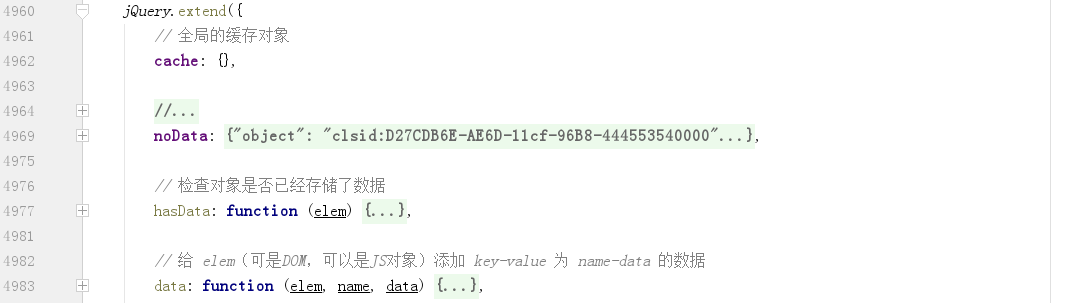 4960 jQuery.extend({
4961 // 全局的缓存对象
4962 cache: {},
4963
4964 //...
4969 noData: {"object": "clsid:D27CDB6E-AE6D-11cf-96B8-444553540000"...},
4975
4976 // 检查对象是否已经存储了数据
4977 hasData: function (elem) {...},
4981
4982 // 给 elem（可是DOM，可以是JS对象）添加 key-value 为 name-data 的数据
4983 data: function (elem, name, data) {...},